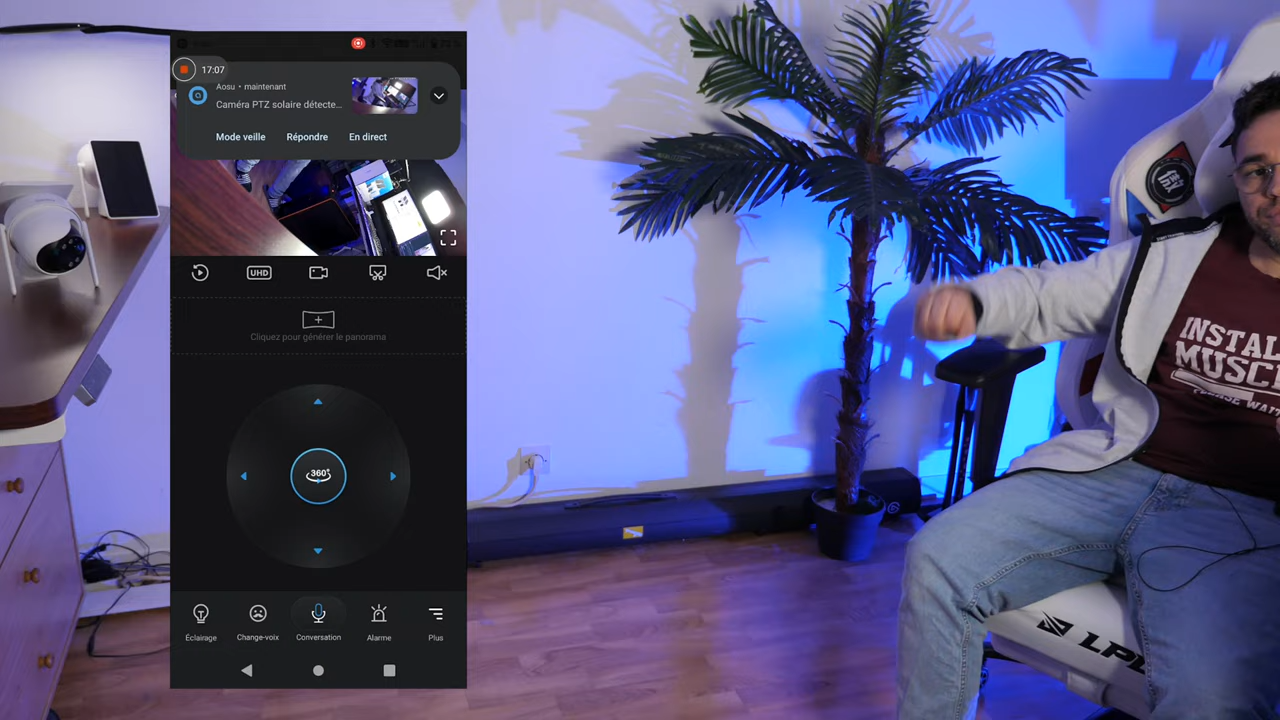 17:07
Aosu • maintenant
Caméra PTZ solaire détecte...
Mode veille
Répondre
En direct
UHD
Cliquez pour générer le panorama
360°
Éclairage
Change-voix
Conversation
Alarme
Plus
INSTAL
MUSC
WAI
LPL